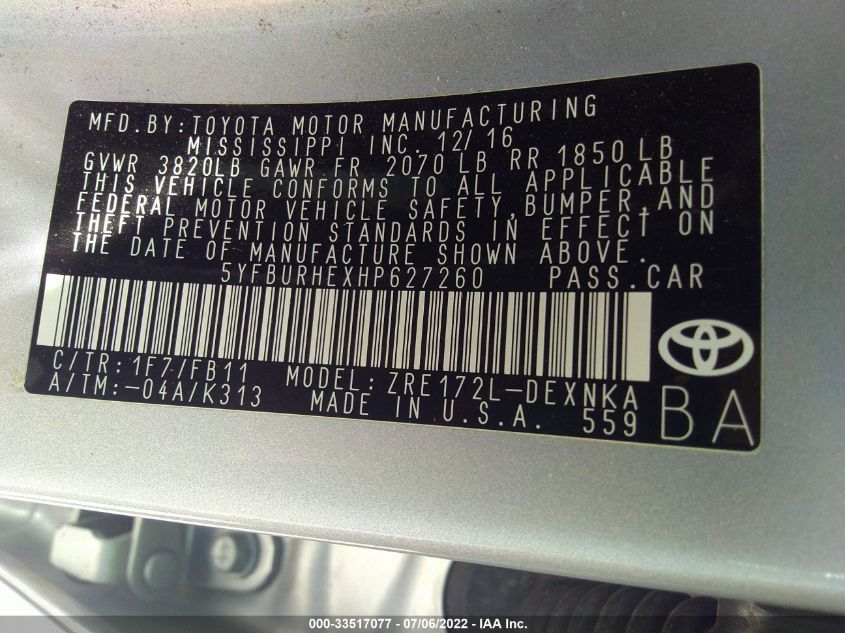 MFD.BY:TOYOTA MOTOR MANUFACTURING
MISSISSIPPI INC. 12/16
GVWR 3820LB GAWR FR 2070 LB RR 1850 LB
THIS VEHICLE CONFORMS TO ALL APPLICABLE
FEDERAL MOTOR VEHICLE SAFETY,BUMPER,AND
THEFT PREVENTION STANDARDS IN EFFECT ON
THE DATE OF MANUFACTURE SHOWN ABOVE.
5YFBURHEXHP627260 PASS.CAR
C/TR:1F7/FB11 MODEL:ZRE172L-DEXNKA
A/TM:-04A/K313 MADE IN U.S.A. 559
BA
000-33517077 - 07/06/2022 - IAA Inc.